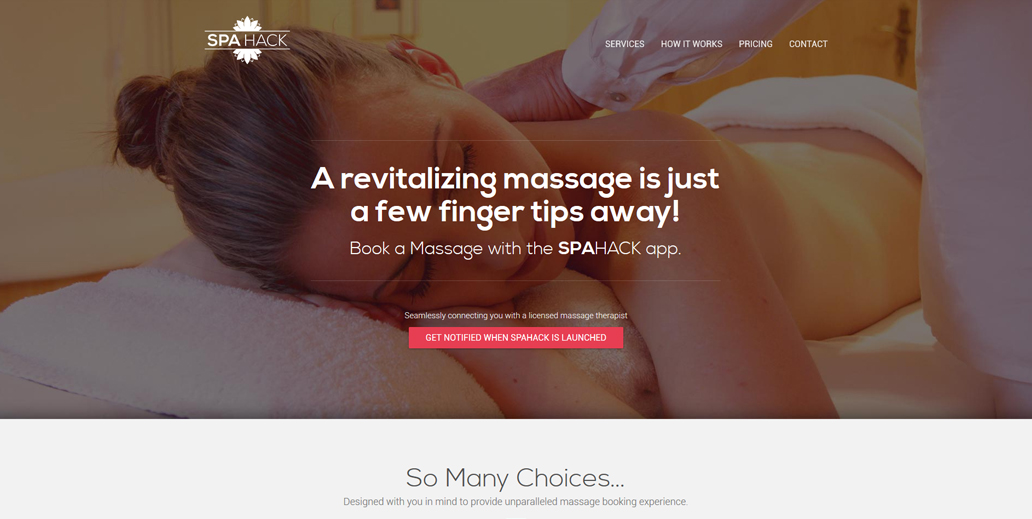 SPA HACK
SERVICES HOW IT WORKS PRICING CONTACT
A revitalizing massage is just
a few finger tips away!
Book a Massage with the SPAHACK app.
Seamlessly connecting you with a licensed massage therapist
GET NOTIFIED WHEN SPAHACK IS LAUNCHED
So Many Choices...
Designed with you in mind to provide unparalleled massage booking experience.